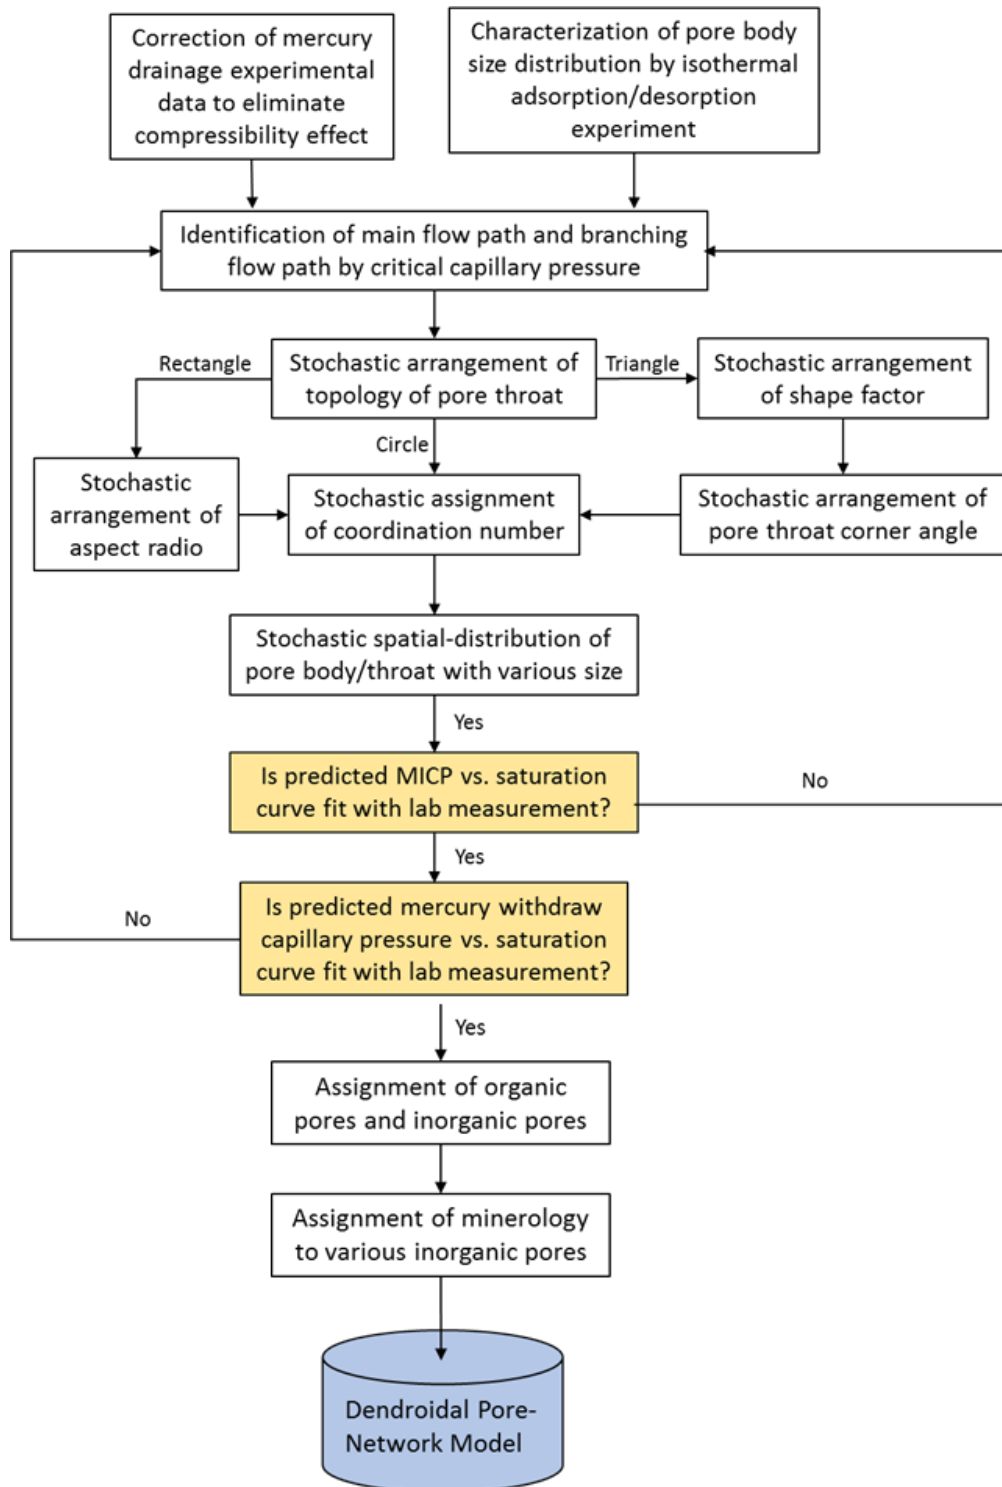 Correction of mercury
drainage experimental
data to eliminate
compressibility effect
Characterization of pore body
size distribution by isothermal
adsorption/desorption
experiment
Identification of main flow path and branching
flow path by critical capillary pressure
Rectangle
Stochastic arrangement of
topology of pore throat
Triangle
Stochastic arrangement
of shape factor
Circle
Stochastic
arrangement of
aspect radio
Stochastic assignment
of coordination number
Stochastic arrangement of
pore throat corner angle
Stochastic spatial-distribution of
pore body/throat with various size
Yes
Is predicted MICP vs. saturation
curve fit with lab measurement?
No
Yes
Is predicted mercury withdraw
capillary pressure vs. saturation
curve fit with lab measurement?
No
Yes
Assignment of organic
pores and inorganic pores
Assignment of minerology
to various inorganic pores
Dendroidal Pore-
Network Model